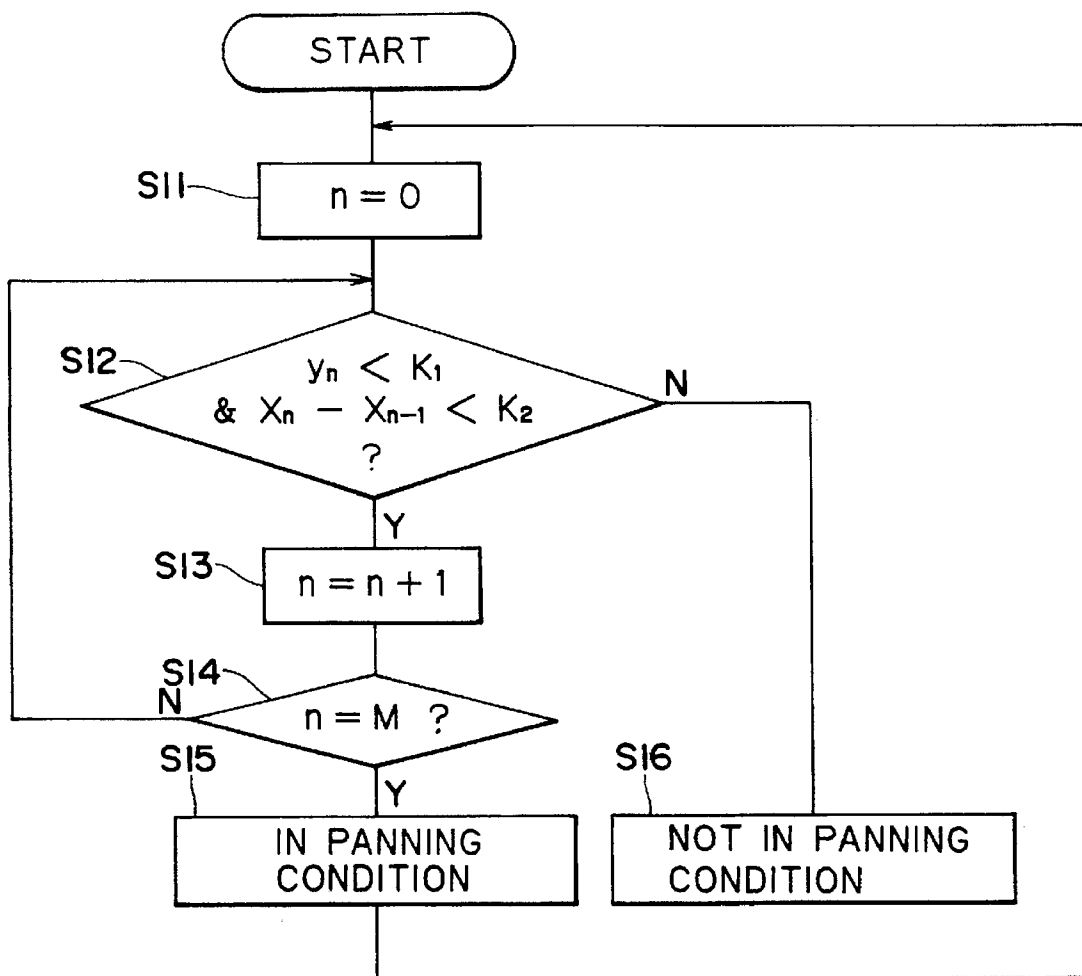 START
S11
n = 0
S12
yₙ < K₁
& Xₙ − Xₙ₋₁ < K₂
?
N
Y
S13
n = n + 1
S14
N
n = M ?
Y
S15
IN PANNING
CONDITION
S16
NOT IN PANNING
CONDITION